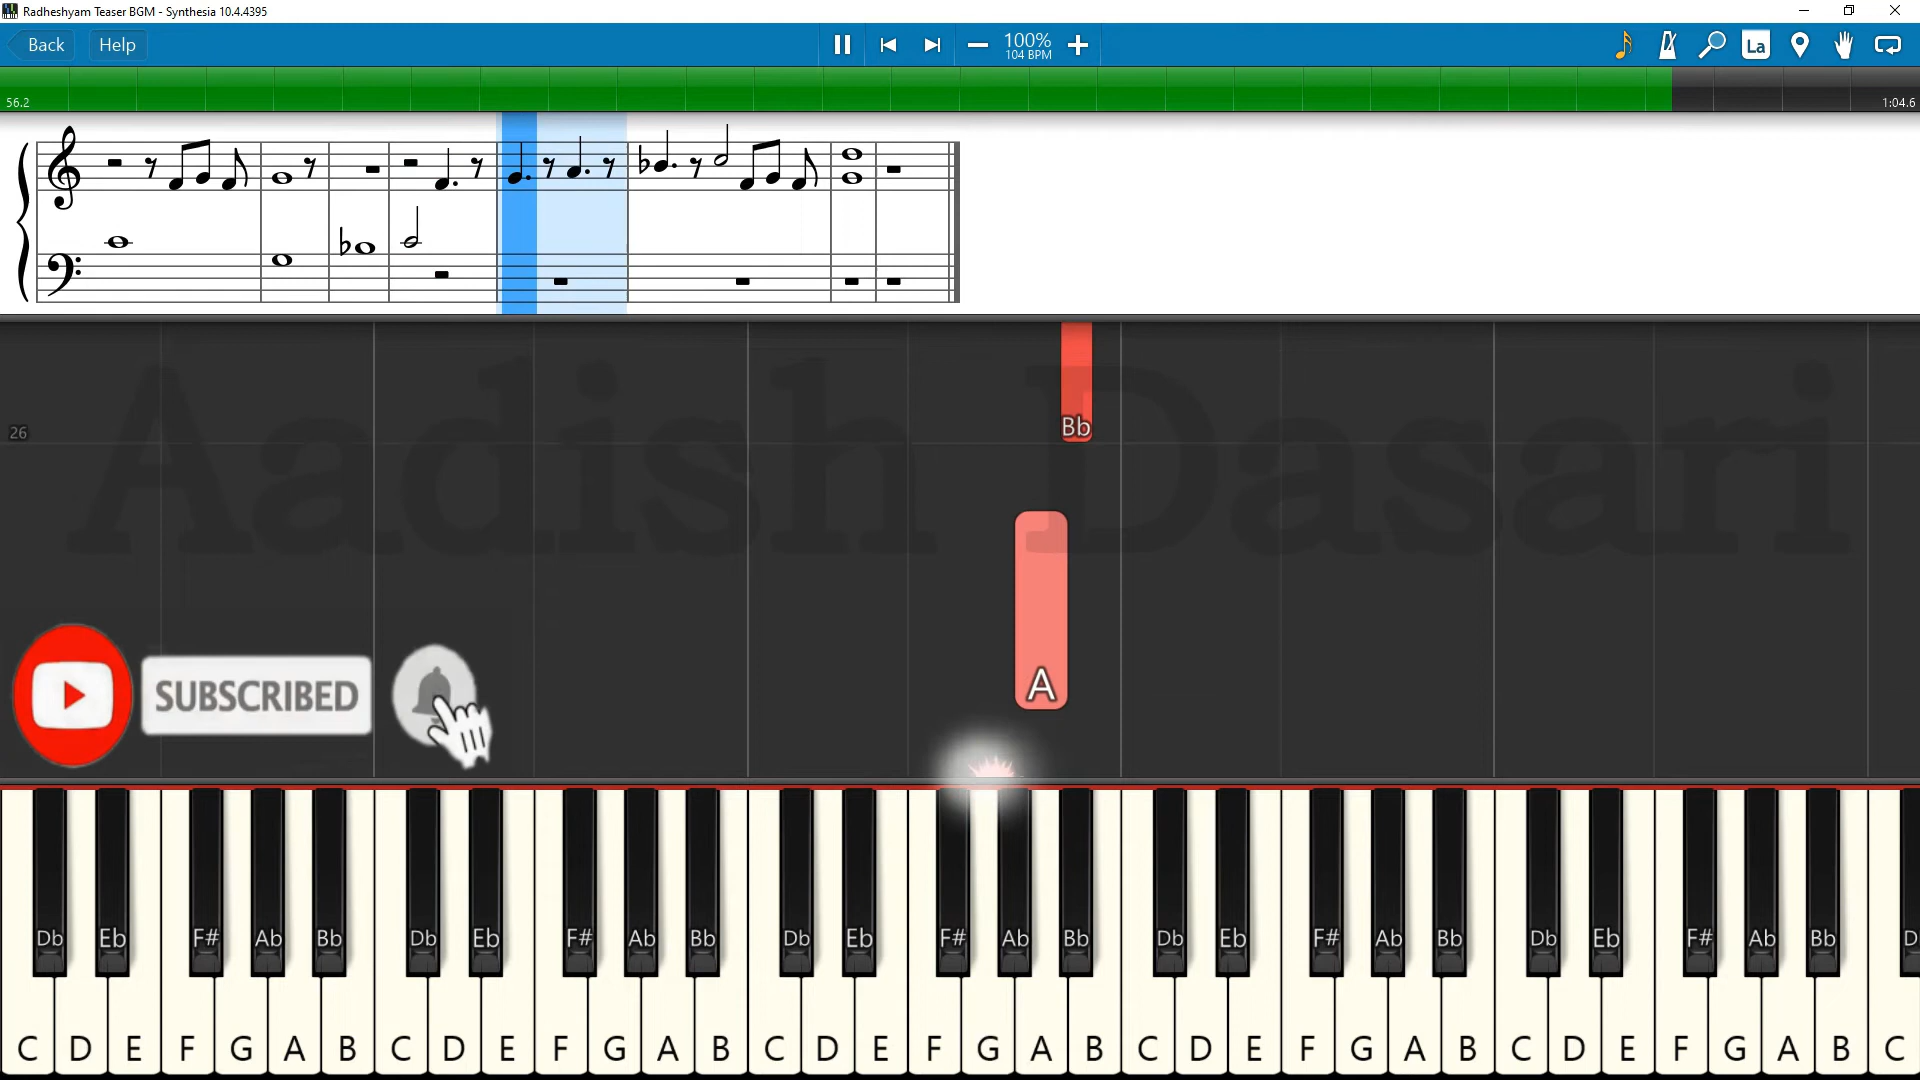 Radheshyam Teaser BGM - Synthesia 10.4.4395
Back Help 100% La
104 BPM
56.2 1:04.6
Bb
26
Aadish Dasari
A
SUBSCRIBED
Db Eb F# Ab Bb Db Eb F# Ab Bb Db Eb F# Ab Bb Db Eb F# Ab Bb Db Eb F# Ab Bb D
C D E F G A B C D E F G A B C D E F G A B C D E F G A B C D E F G A B C